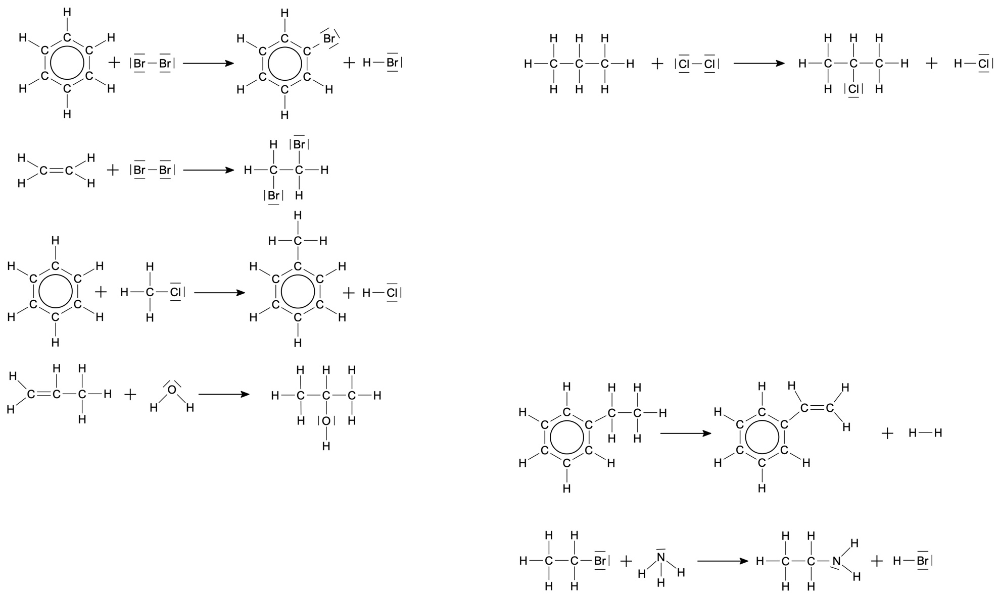 H H
H C H H C Br
C C C C
+ Br–Br + H–Br
C C C C
H C H H C H
H H
H H H H H H
H–C–C–C–H + Cl–Cl H–C–C–C–H + H–Cl
H H H H Cl H
H Br
H H
C=C + Br–Br H–C–C–H
H H
Br H
H
H H–C–H
H C H H H C H
C C C C
+ H–C–Cl + H–Cl
C C C C
H C H H H C H
H H
H H H H H
H
C=C–C–H + O H–C–C–C–H
H H H
H H O H
H
H H H H H H
H C C–C–H H C C=C
C C C C H
+ H–H
H H
C C C C
H C H H C H
H H
H H H H
H
H–C–C–Br + N H–C–C–N + H–Br
H H H
H H H H H